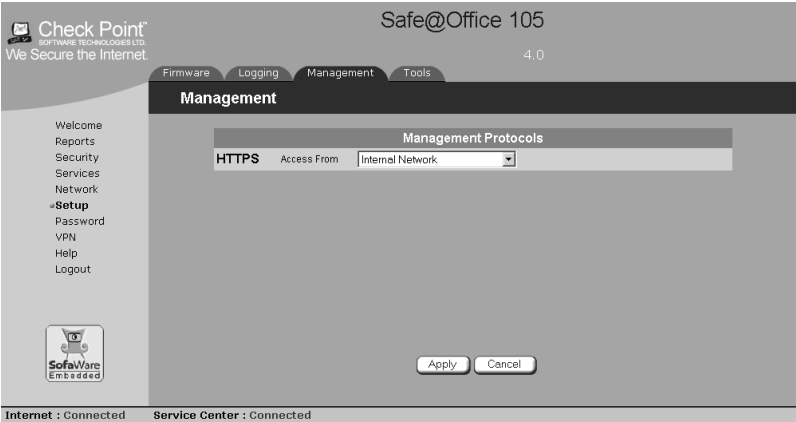 Check Point™
SOFTWARE TECHNOLOGIES LTD.
We Secure the Internet.
Safe@Office 105
4.0
Firmware Logging Management Tools
Management
Welcome
Reports
Security
Services
Network
Setup
Password
VPN
Help
Logout
Management Protocols
HTTPS Access From Internal Network
SofaWare
Embedded
Apply Cancel
Internet : Connected Service Center : Connected